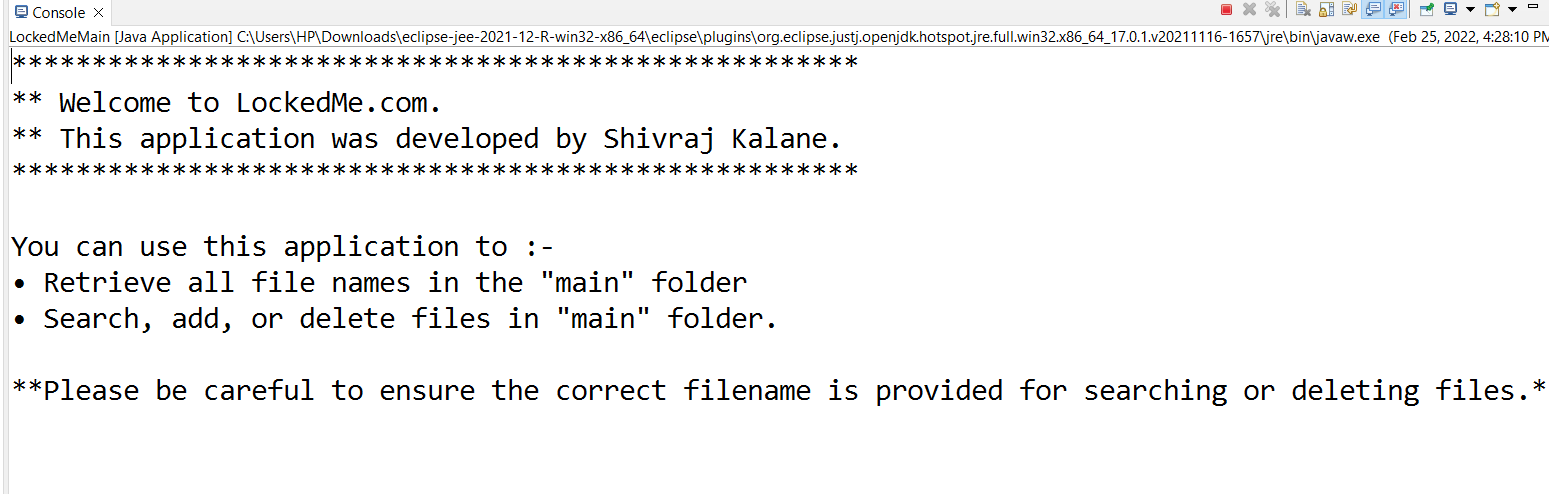 Console
LockedMeMain [Java Application] C:\Users\HP\Downloads\eclipse-jee-2021-12-R-win32-x86_64\eclipse\plugins\org.eclipse.justj.openjdk.hotspot.jre.full.win32.x86_64_17.0.1.v20211116-1657\jre\bin\javaw.exe (Feb 25, 2022, 4:28:10 PM
*****************************************************
** Welcome to LockedMe.com.
** This application was developed by Shivraj Kalane.
*****************************************************
You can use this application to :-
• Retrieve all file names in the "main" folder
• Search, add, or delete files in "main" folder.
**Please be careful to ensure the correct filename is provided for searching or deleting files.*